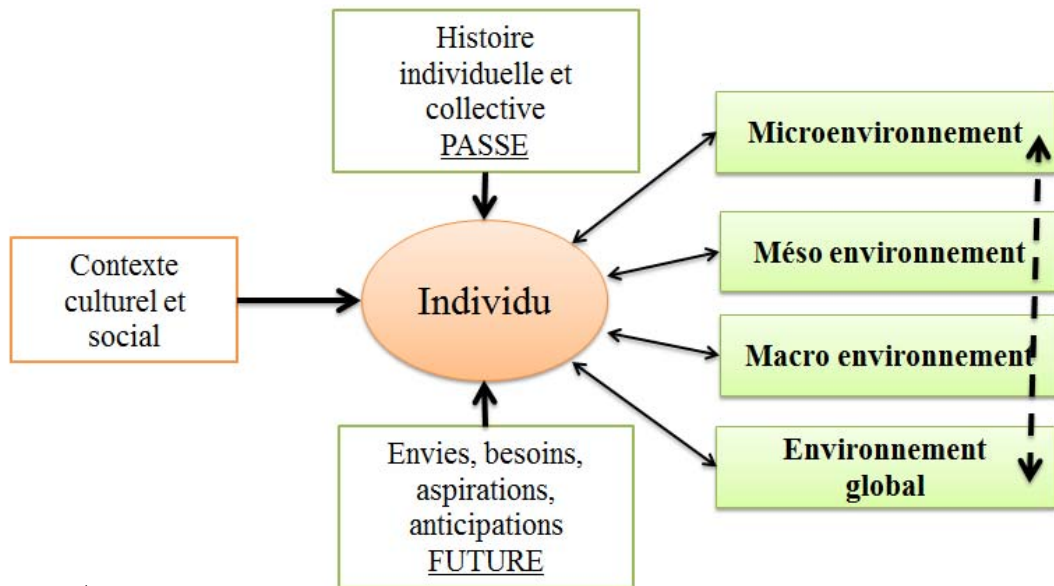 Histoire
individuelle et
collective
PASSE
Microenvironnement
Méso environnement
Contexte
culturel et
social
Individu
Macro environnement
Envies, besoins,
aspirations,
anticipations
FUTURE
Environnement
global